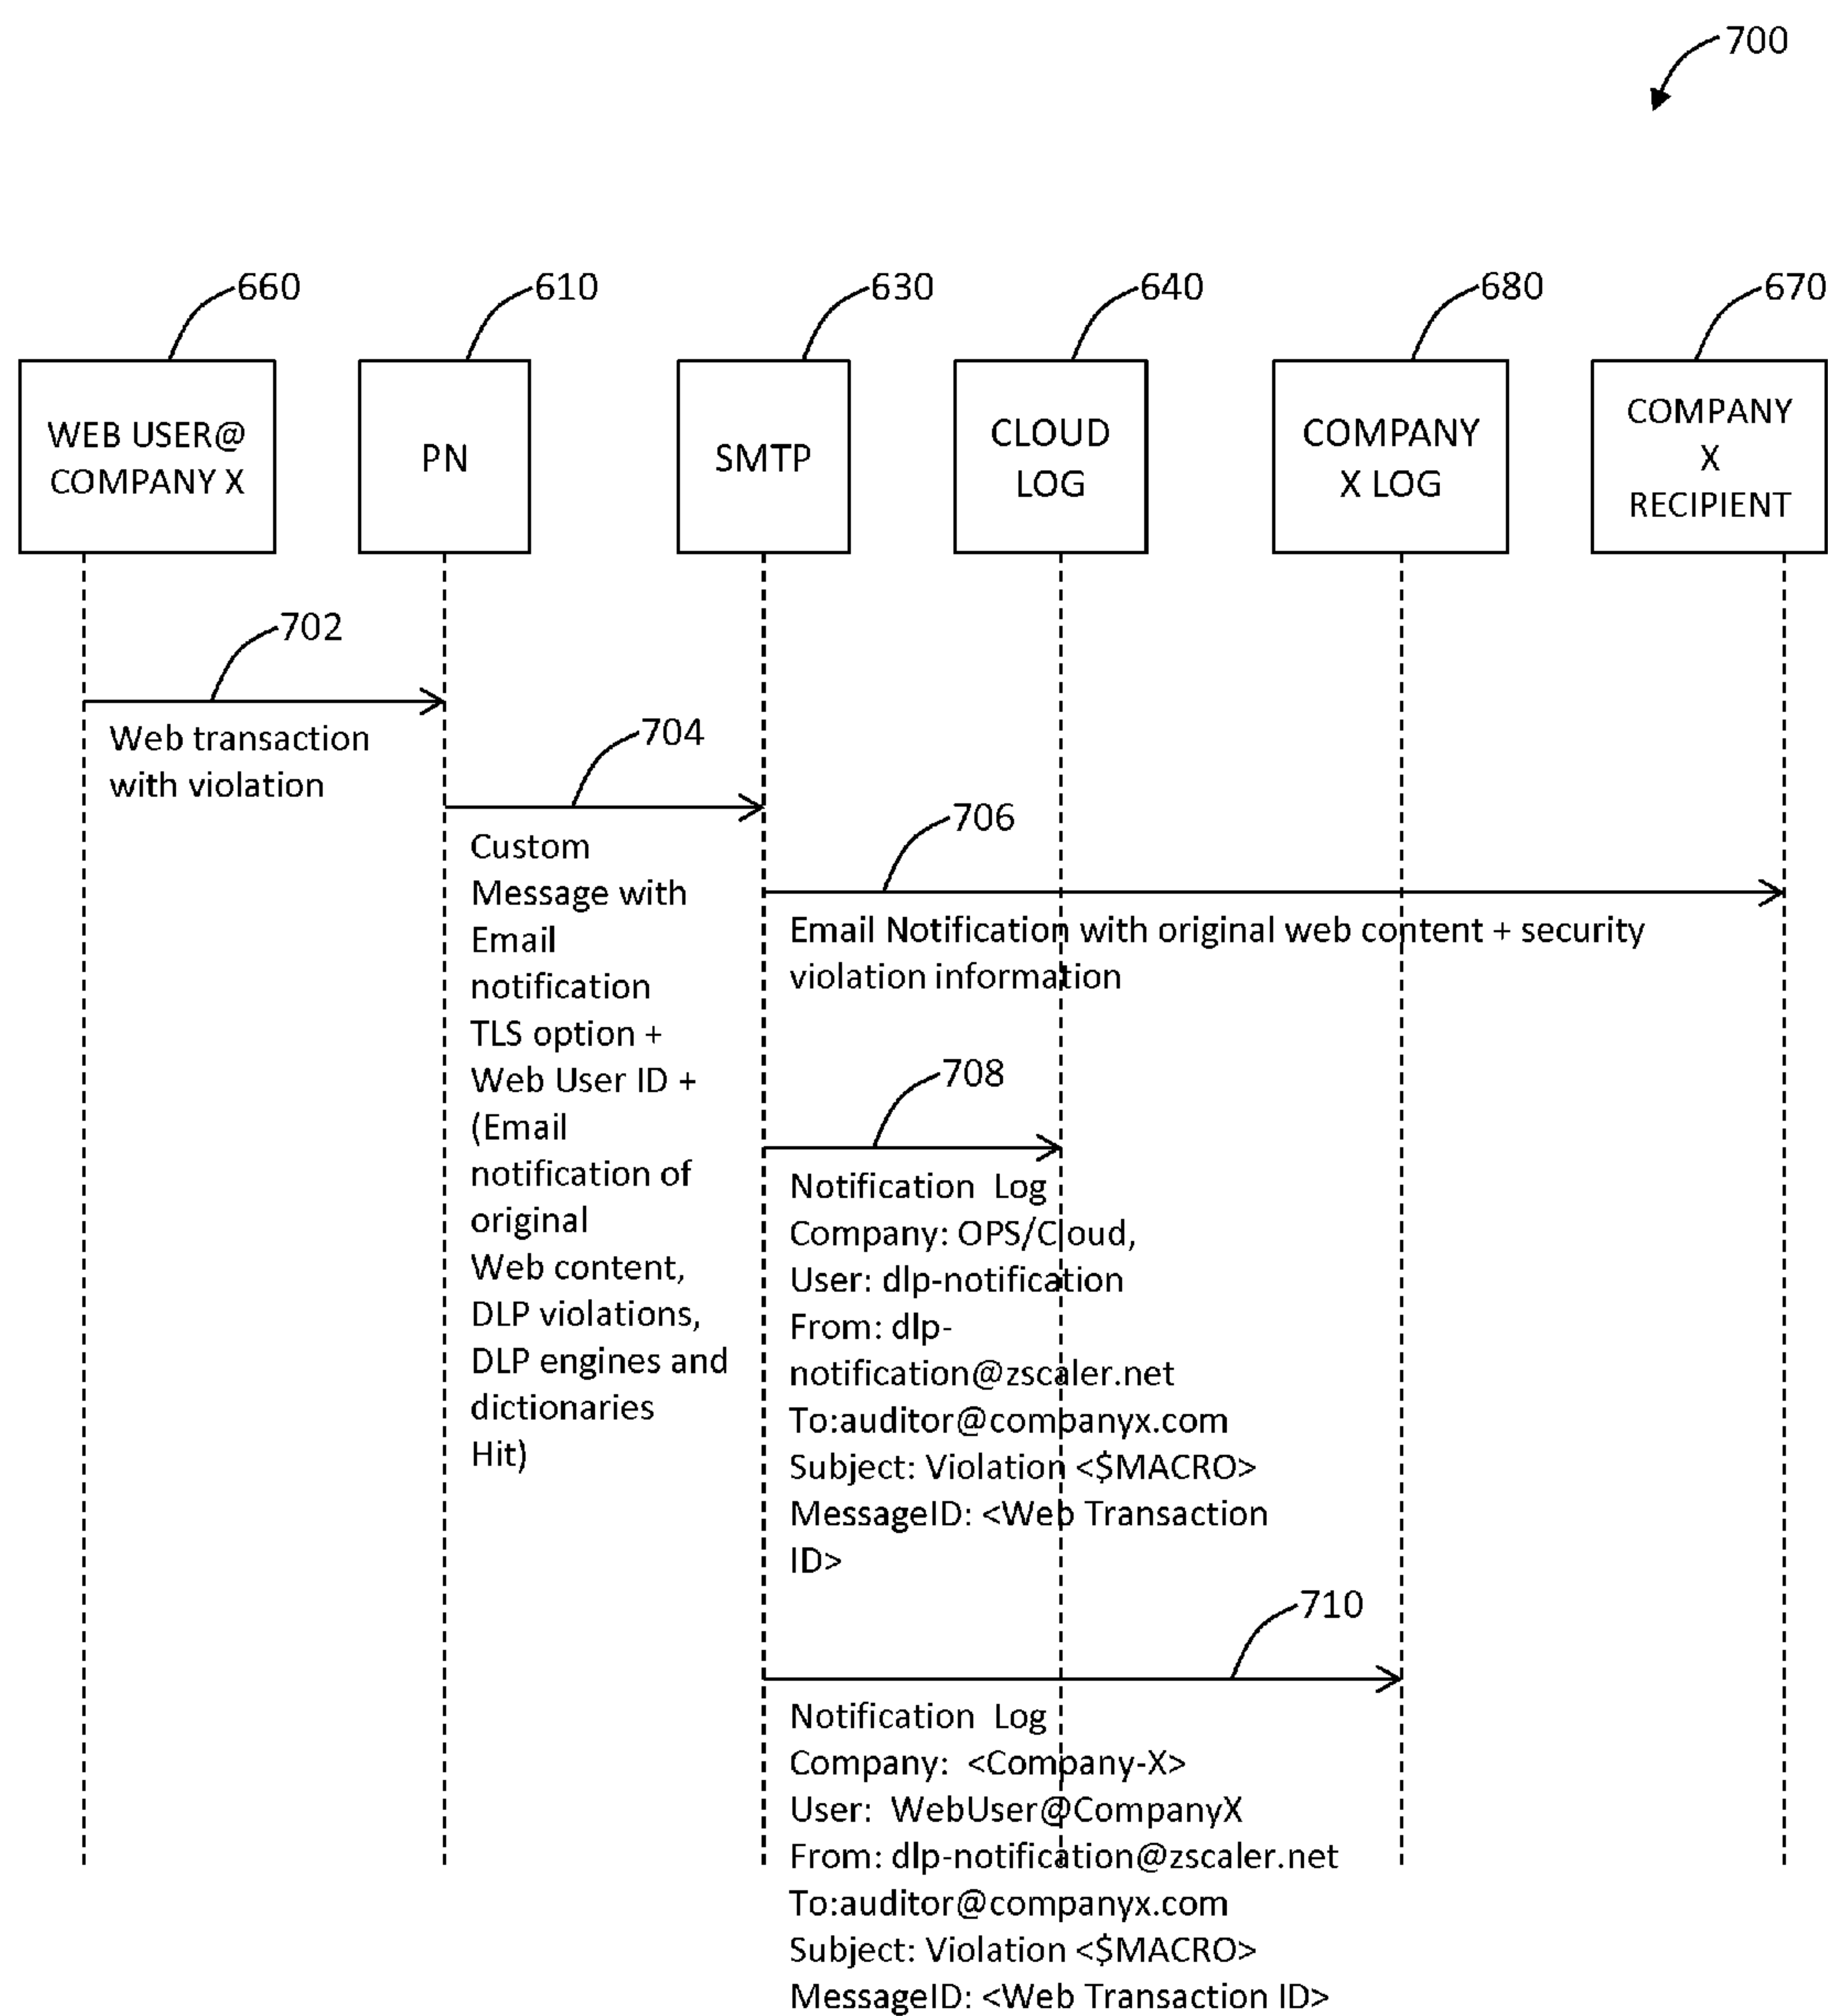 700
660
610
630
640
680
670
WEB USER@
COMPANY X
PN
SMTP
CLOUD
LOG
COMPANY
X LOG
COMPANY
X
RECIPIENT
702
Web transaction
with violation
704
Custom
Message with
Email
notification
TLS option +
Web User ID +
(Email
notification of
original
Web content,
DLP violations,
DLP engines and
dictionaries
Hit)
706
Email Notification with original web content + security
violation information
708
Notification Log
Company: OPS/Cloud,
User: dlp-notification
From: dlp-
notification@zscaler.net
To:auditor@companyx.com
Subject: Violation <$MACRO>
MessageID: <Web Transaction
ID>
710
Notification Log
Company: <Company-X>
User: WebUser@CompanyX
From: dlp-notification@zscaler.net
To:auditor@companyx.com
Subject: Violation <$MACRO>
MessageID: <Web Transaction ID>